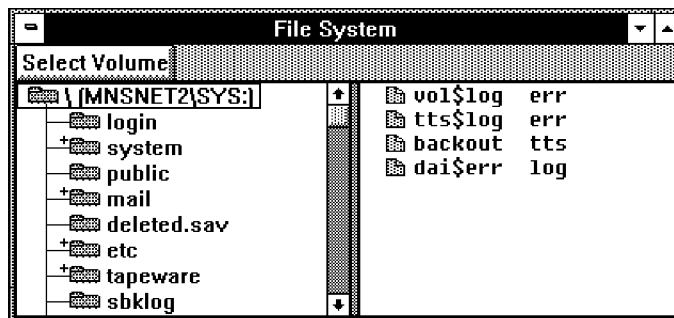 File System
Select Volume
\ [MNSNET2\SYS:]
login
+ system
public
+ mail
deleted.sav
+ etc
+ tapeware
sbklog
vol$log err
tts$log err
backout tts
dai$err log